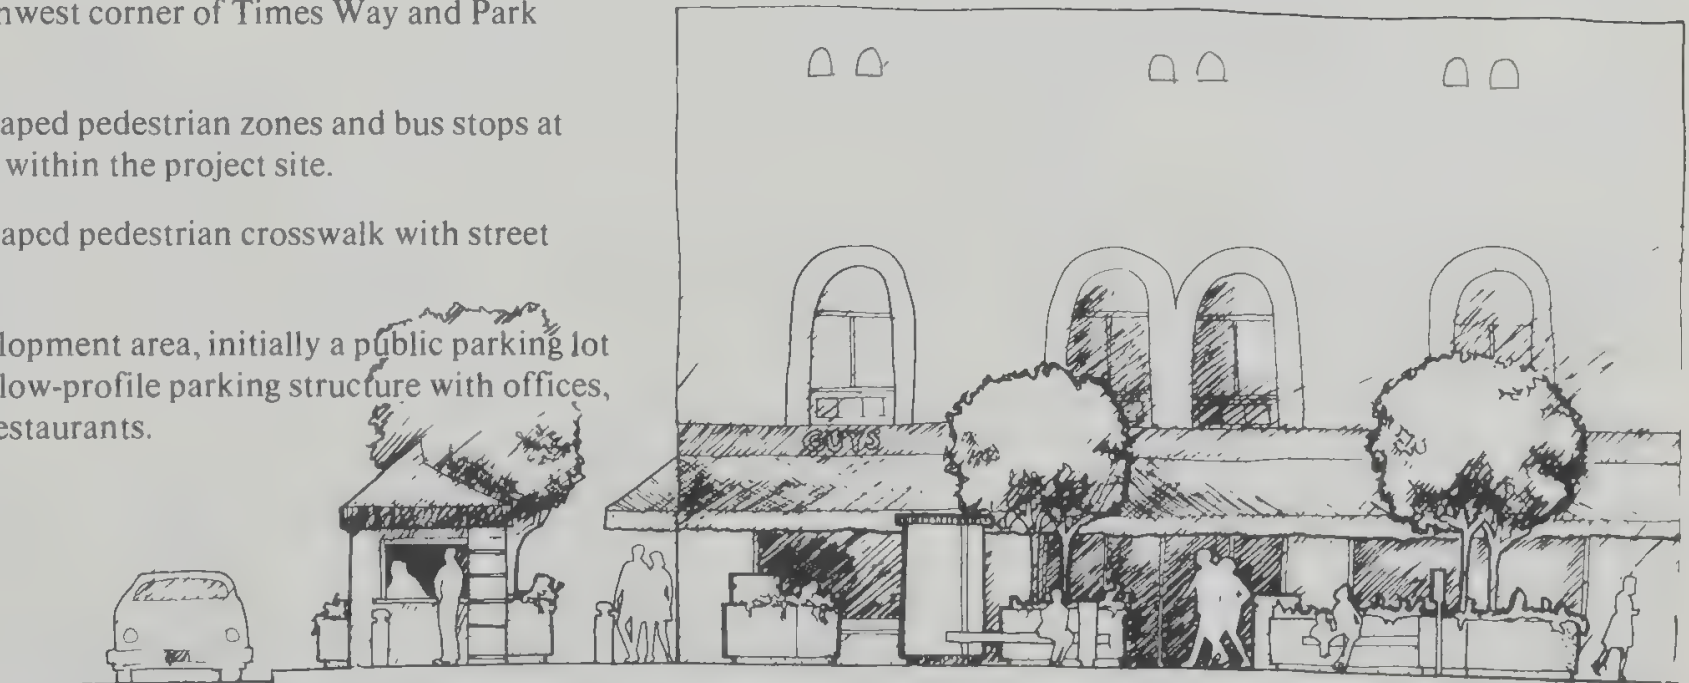 nwest corner of Times Way and Park
aped pedestrian zones and bus stops at
within the project site.
aped pedestrian crosswalk with street
lopment area, initially a public parking lot
low-profile parking structure with offices,
estaurants.
GUYS